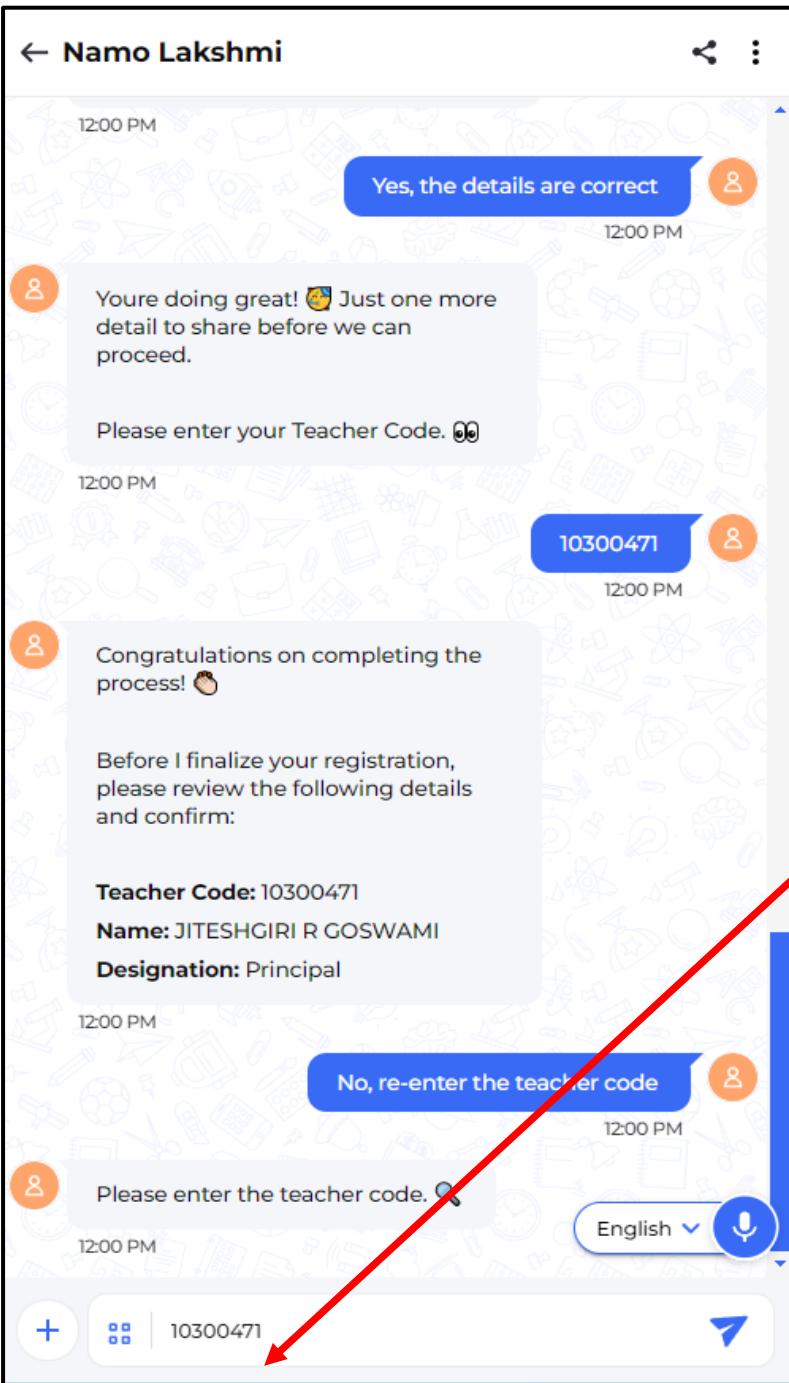 Namo Lakshmi
12:00 PM
Yes, the details are correct
12:00 PM
Youre doing great! 🥳 Just one more
detail to share before we can
proceed.
Please enter your Teacher Code. 👀
12:00 PM
10300471
12:00 PM
Congratulations on completing the
process! 👏
Before I finalize your registration,
please review the following details
and confirm:
Teacher Code: 10300471
Name: JITESHGIRI R GOSWAMI
Designation: Principal
12:00 PM
No, re-enter the teacher code
12:00 PM
Please enter the teacher code. 🔍
English
12:00 PM
10300471